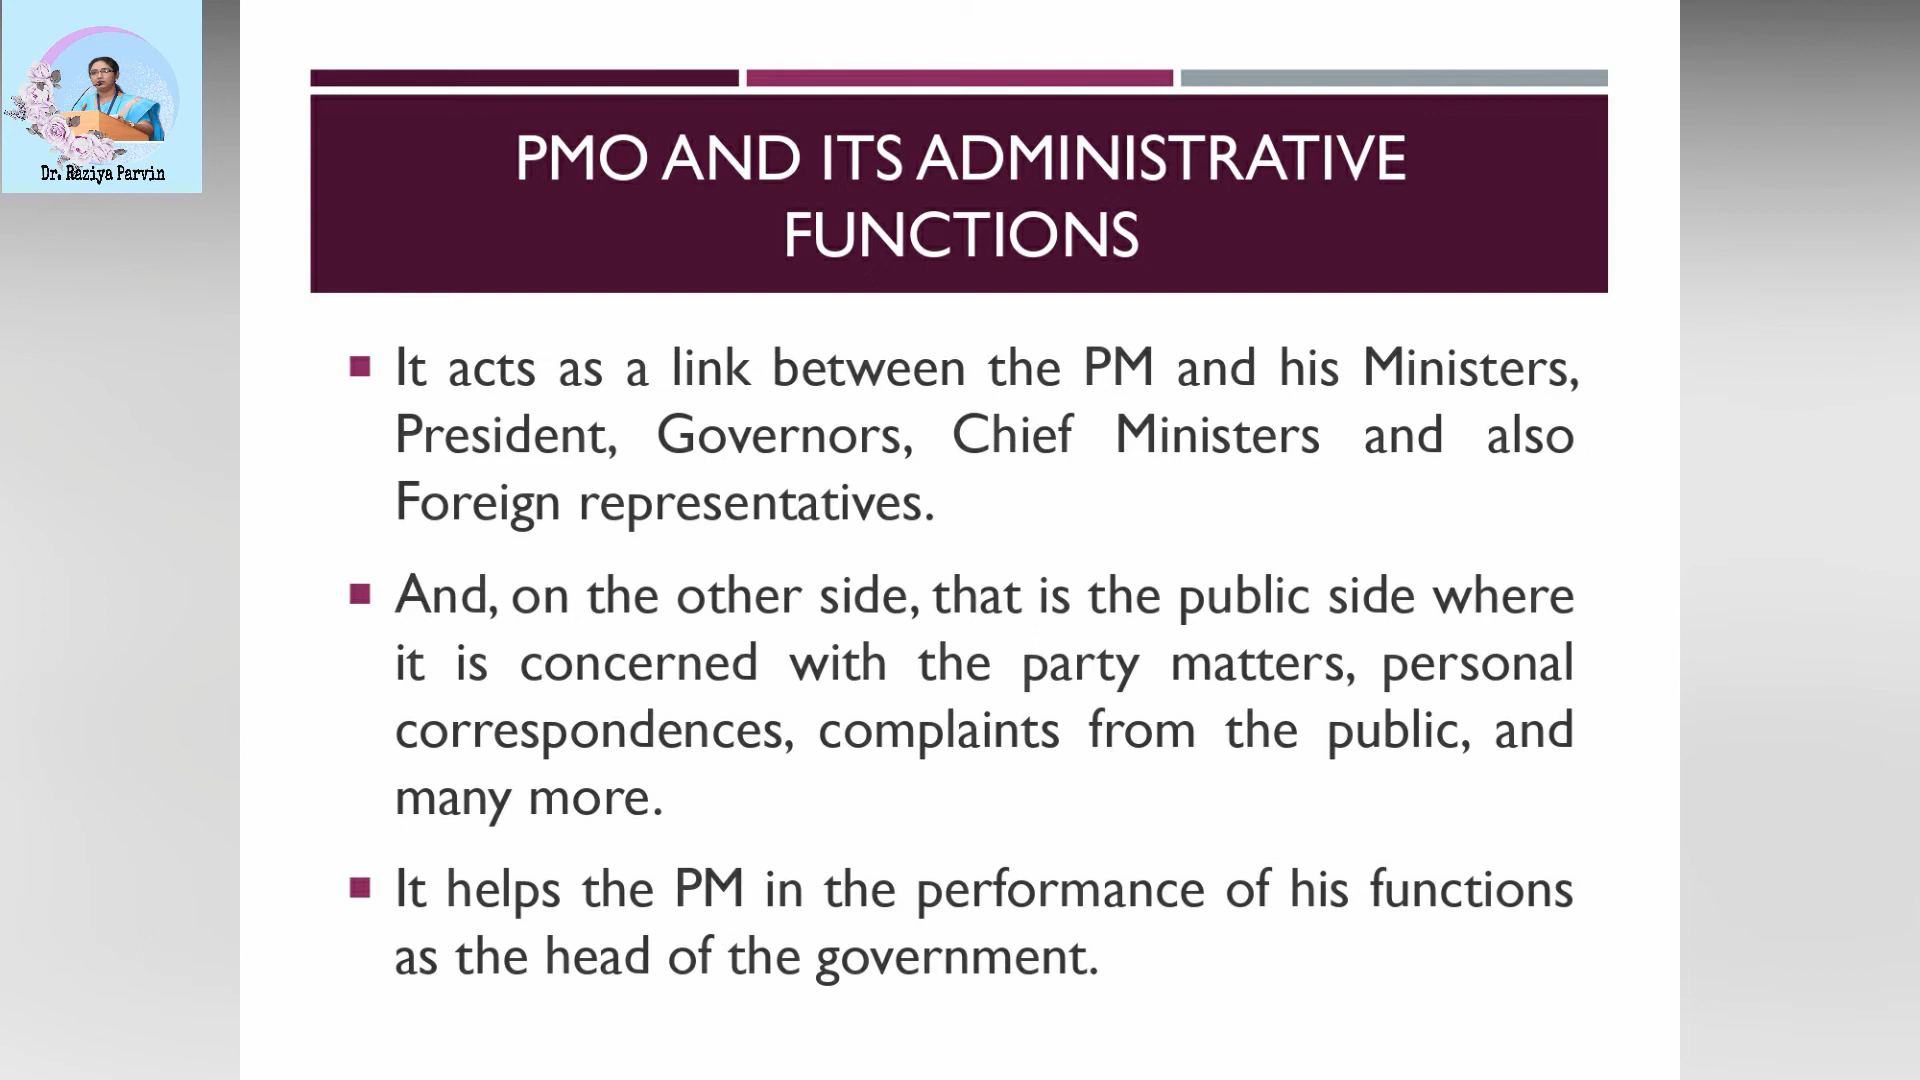 Dr. Raziya Parvin
PMO AND ITS ADMINISTRATIVE
FUNCTIONS
It acts as a link between the PM and his Ministers,
President, Governors, Chief Ministers and also
Foreign representatives.
And, on the other side, that is the public side where
it is concerned with the party matters, personal
correspondences, complaints from the public, and
many more.
It helps the PM in the performance of his functions
as the head of the government.